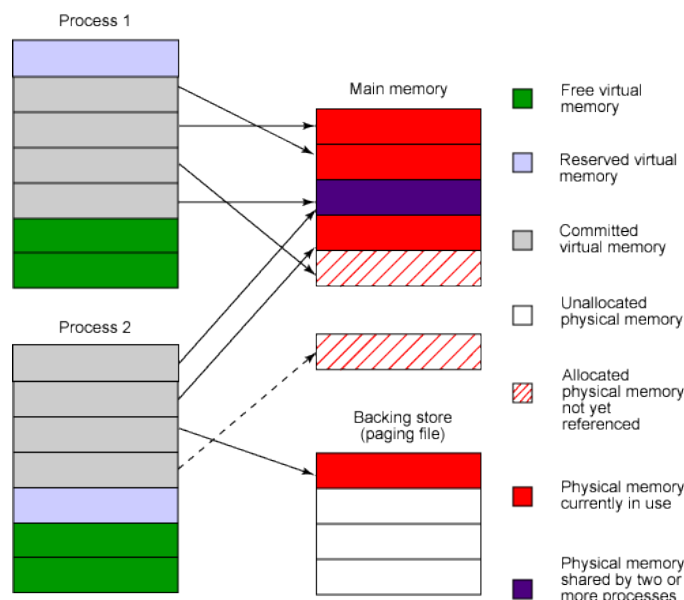 Process 1
Main memory
Process 2
Backing store
(paging file)
Free virtual
memory
Reserved virtual
memory
Committed
virtual memory
Unallocated
physical memory
Allocated
physical memory
not yet
referenced
Physical memory
currently in use
Physical memory
shared by two or
more processes